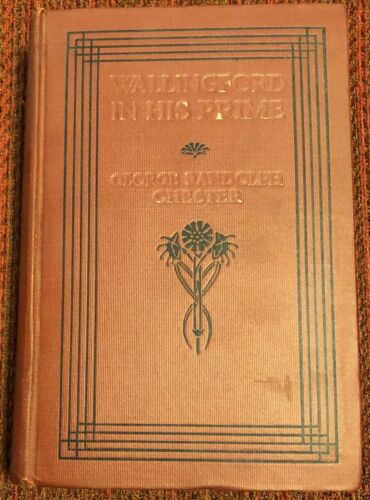 WALLINGFORD
IN HIS PRIME
GEORGE RANDOLPH
CHESTER